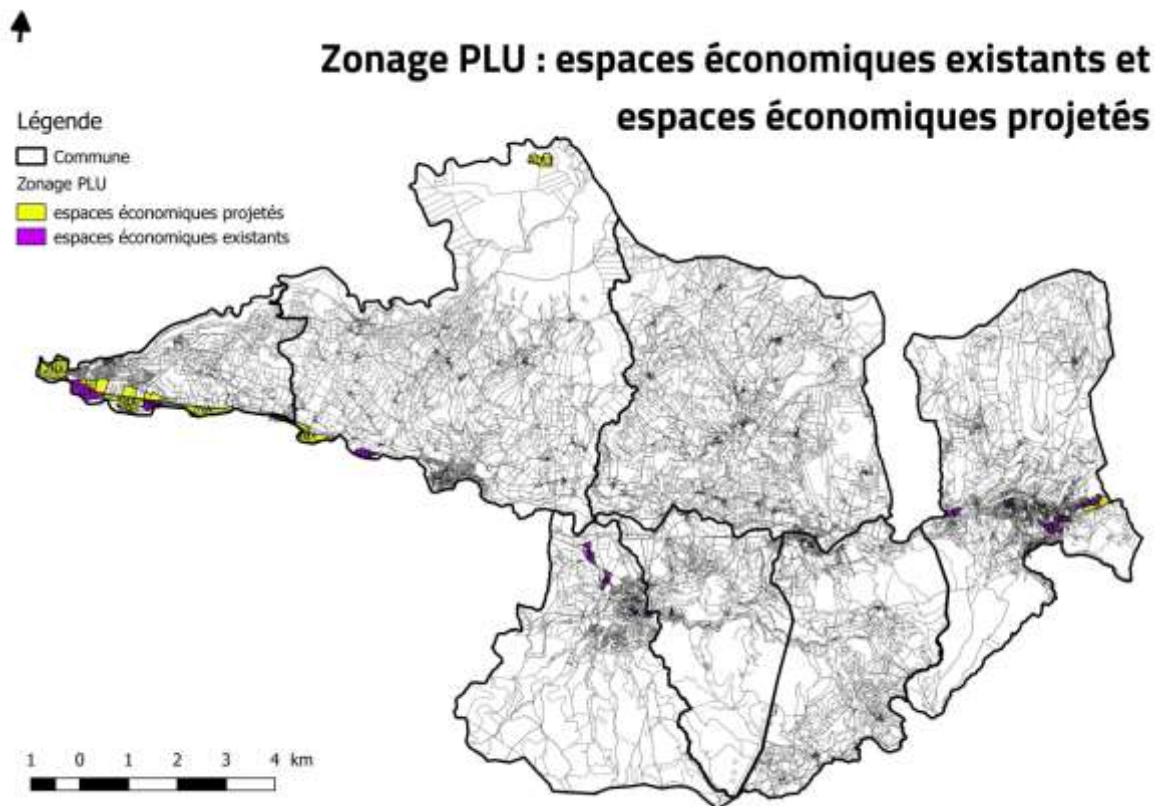 Zonage PLU : espaces économiques existants et
espaces économiques projetés
Légende
Commune
Zonage PLU
espaces économiques projetés
espaces économiques existants
1 0 1 2 3 4 km